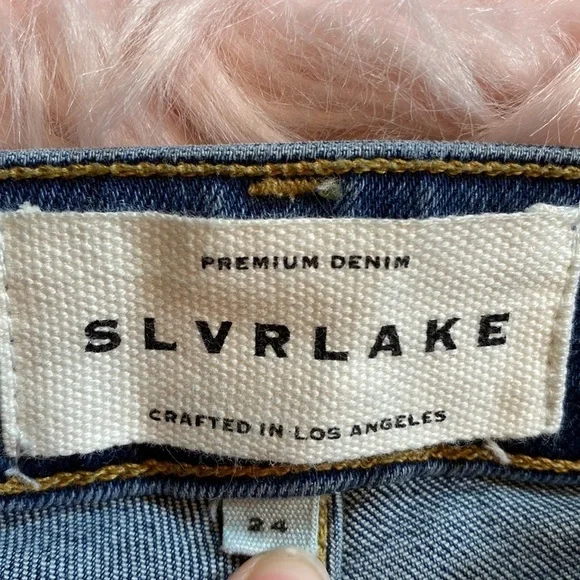 PREMIUM DENIM
SLVRLAKE
CRAFTED IN LOS ANGELES
24